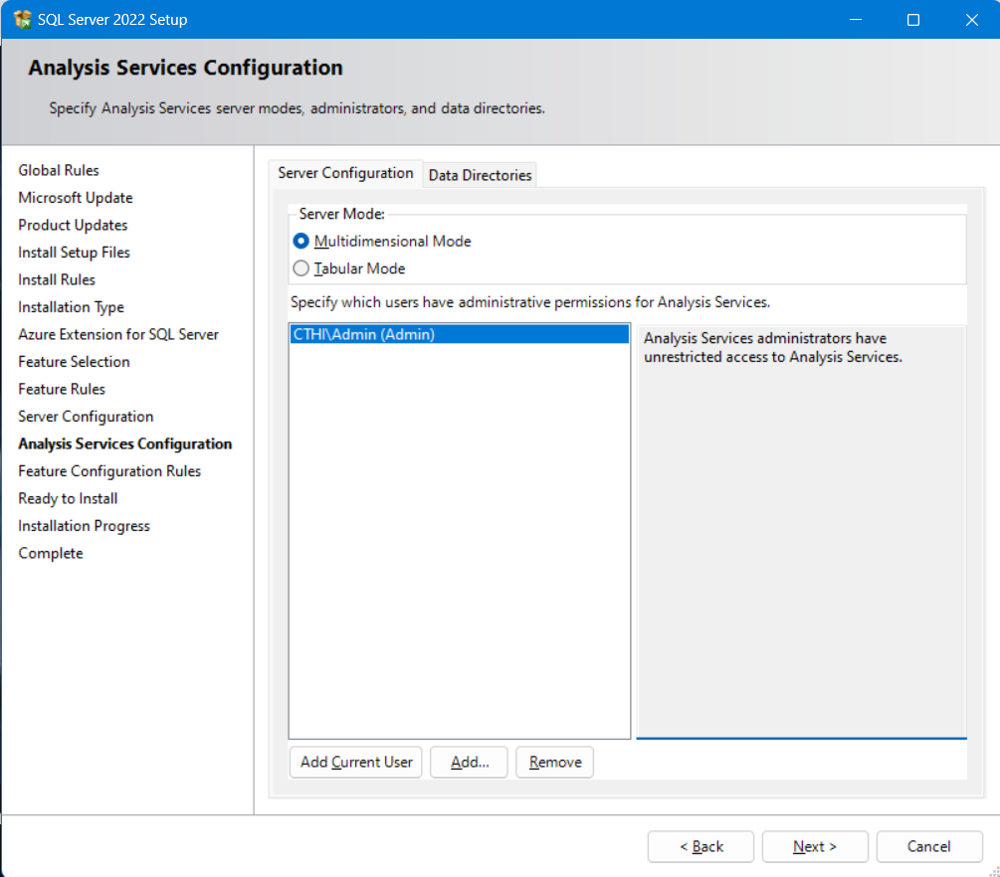 SQL Server 2022 Setup
Analysis Services Configuration
Specify Analysis Services server modes, administrators, and data directories.
Global Rules
Microsoft Update
Product Updates
Install Setup Files
Install Rules
Installation Type
Azure Extension for SQL Server
Feature Selection
Feature Rules
Server Configuration
Analysis Services Configuration
Feature Configuration Rules
Ready to Install
Installation Progress
Complete
Server Configuration
Data Directories
Server Mode:
Multidimensional Mode
Tabular Mode
Specify which users have administrative permissions for Analysis Services.
CTHI\Admin (Admin)
Analysis Services administrators have
unrestricted access to Analysis Services.
Add Current User
Add...
Remove
< Back
Next >
Cancel